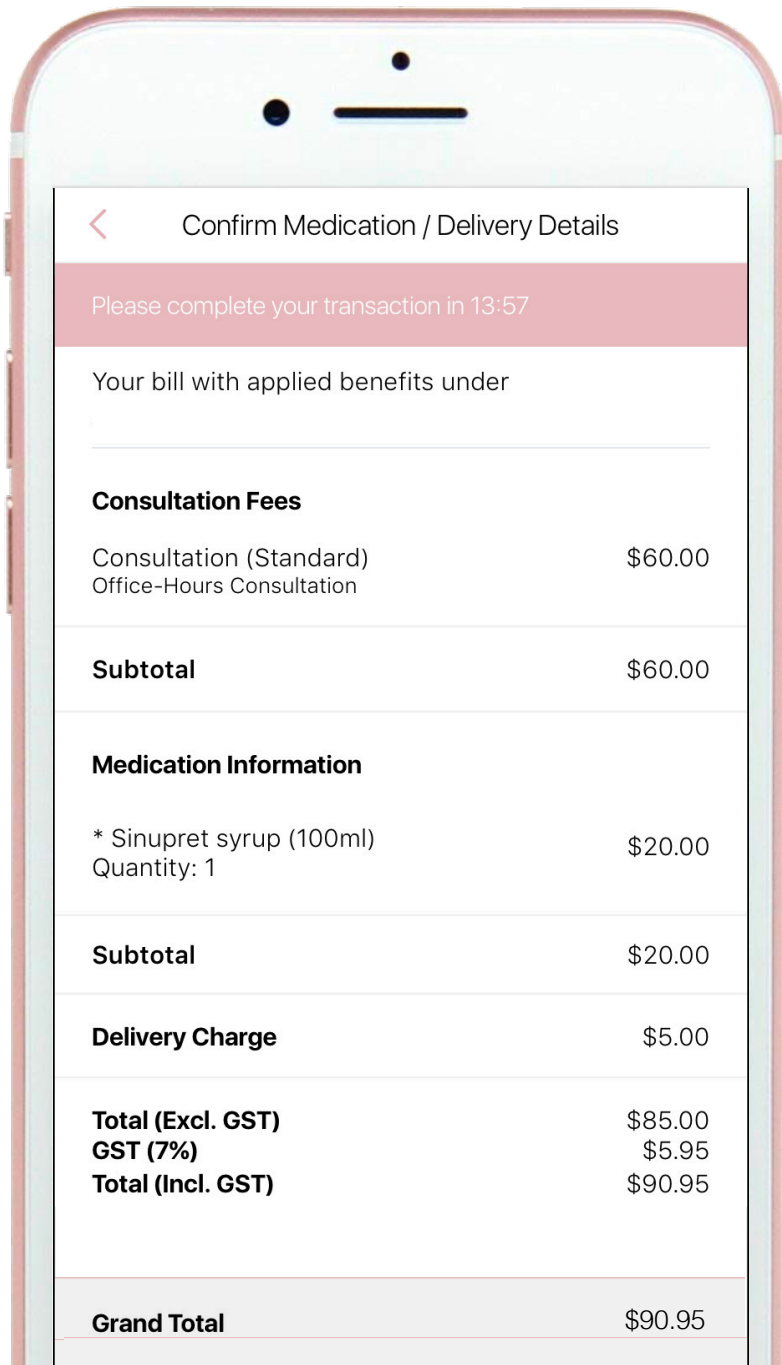 Confirm Medication / Delivery Details
Please complete your transaction in 13:57
Your bill with applied benefits under
Consultation Fees
Consultation (Standard) $60.00
Office-Hours Consultation
Subtotal $60.00
Medication Information
* Sinupret syrup (100ml) $20.00
Quantity: 1
Subtotal $20.00
Delivery Charge $5.00
Total (Excl. GST) $85.00
GST (7%) $5.95
Total (Incl. GST) $90.95
Grand Total $90.95